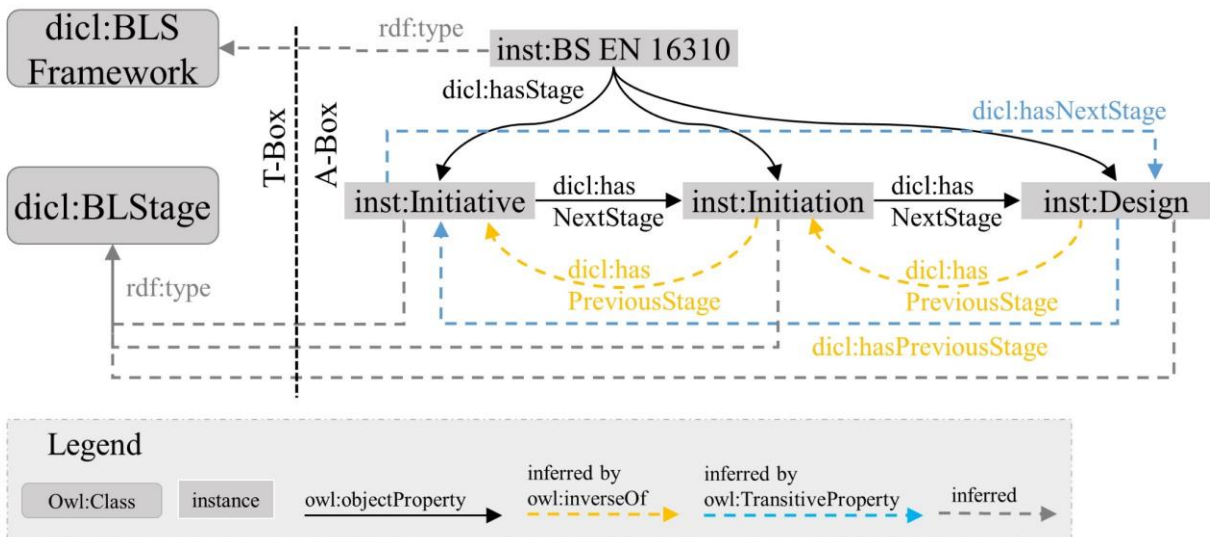 dicl:BLS
Framework
rdf:type
inst:BS EN 16310
dicl:hasStage
dicl:hasNextStage
T-Box
A-Box
dicl:BLStage
inst:Initiative
dicl:has
NextStage
inst:Initiation
dicl:has
NextStage
inst:Design
rdf:type
dicl:has
PreviousStage
dicl:has
PreviousStage
dicl:hasPreviousStage
Legend
Owl:Class
instance
owl:objectProperty
inferred by
owl:inverseOf
inferred by
owl:TransitiveProperty
inferred